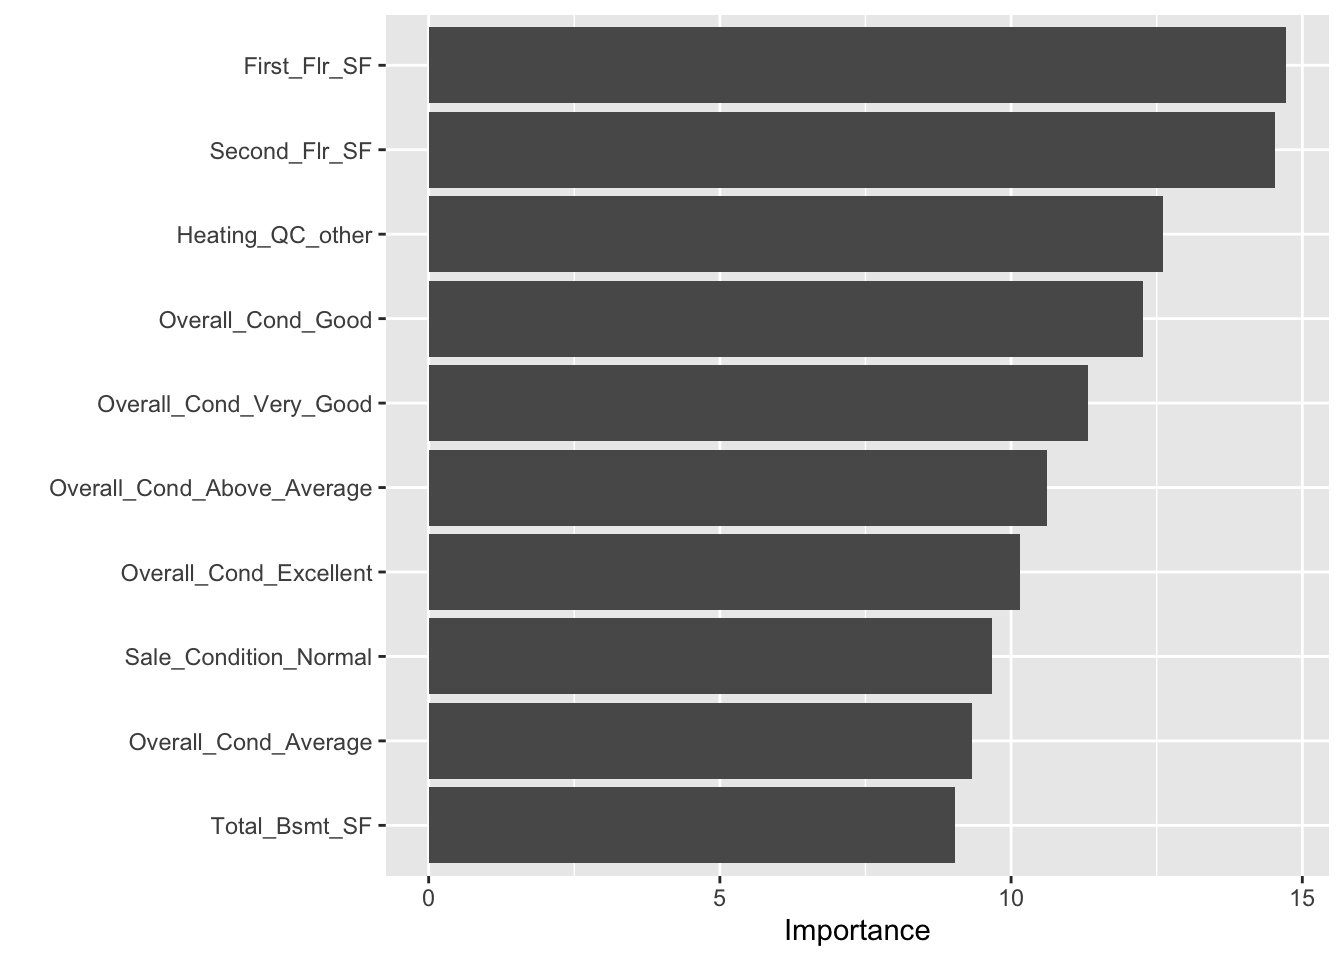 First_Flr_SF
Second_Flr_SF
Heating_QC_other
Overall_Cond_Good
Overall_Cond_Very_Good
Overall_Cond_Above_Average
Overall_Cond_Excellent
Sale_Condition_Normal
Overall_Cond_Average
Total_Bsmt_SF
0 5 10 15
Importance